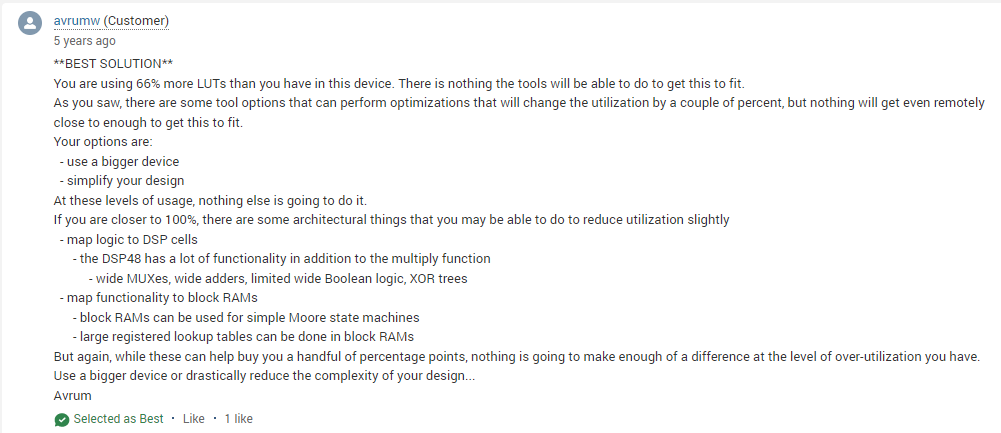 avrumw (Customer)
5 years ago
**BEST SOLUTION**
You are using 66% more LUTs than you have in this device. There is nothing the tools will be able to do to get this to fit.
As you saw, there are some tool options that can perform optimizations that will change the utilization by a couple of percent, but nothing will get even remotely
close to enough to get this to fit.
Your options are:
- use a bigger device
- simplify your design
At these levels of usage, nothing else is going to do it.
If you are closer to 100%, there are some architectural things that you may be able to do to reduce utilization slightly
- map logic to DSP cells
- the DSP48 has a lot of functionality in addition to the multiply function
- wide MUXes, wide adders, limited wide Boolean logic, XOR trees
- map functionality to block RAMs
- block RAMs can be used for simple Moore state machines
- large registered lookup tables can be done in block RAMs
But again, while these can help buy you a handful of percentage points, nothing is going to make enough of a difference at the level of over-utilization you have.
Use a bigger device or drastically reduce the complexity of your design...
Avrum
Selected as Best · Like · 1 like